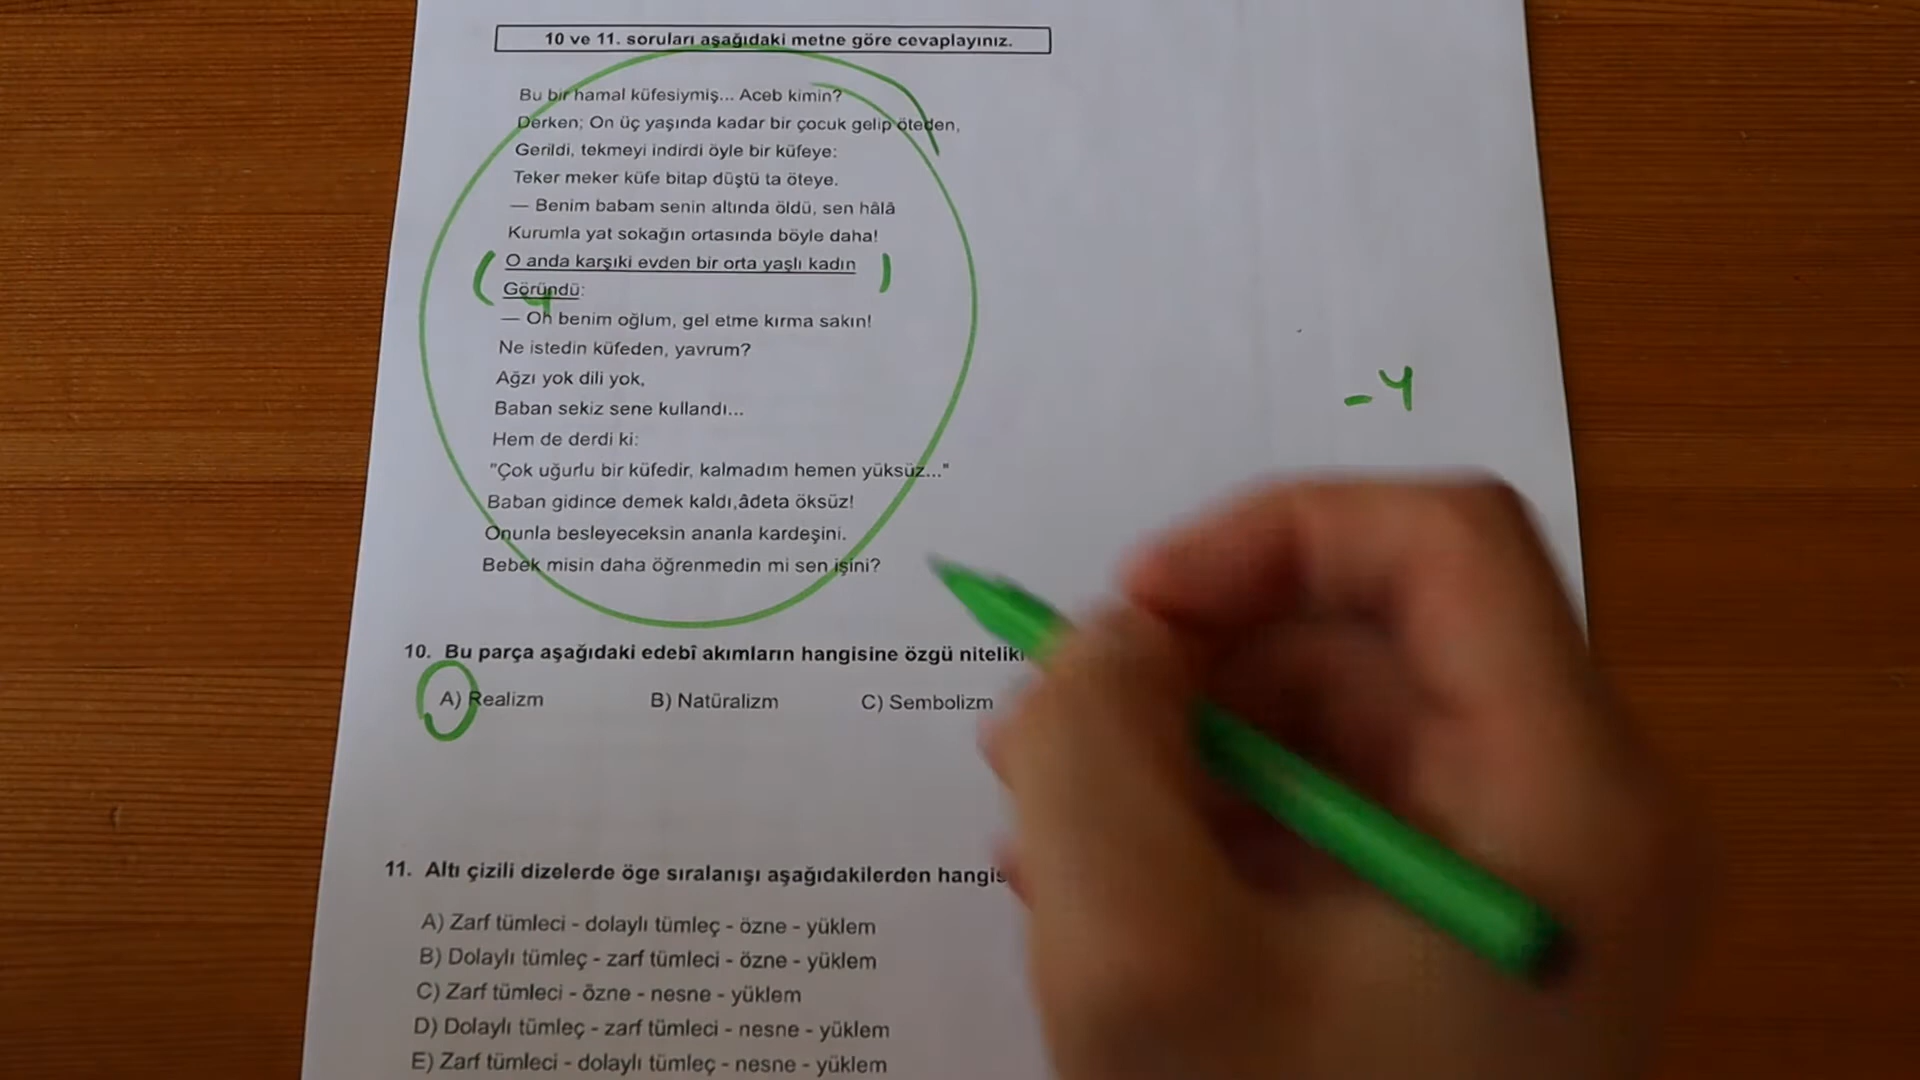 10 ve 11. soruları aşağıdaki metne göre cevaplayınız.
Bu bir hamal küfesiymiş... Aceb kimin?
Derken; On üç yaşında kadar bir çocuk gelip öteden,
Gerildi, tekmeyi indirdi öyle bir küfeye:
Teker meker küfe bitap düştü ta öteye.
— Benim babam senin altında öldü, sen hâlâ
Kurumla yat sokağın ortasında böyle daha!
O anda karşıki evden bir orta yaşlı kadın
Göründü:
— Oh benim oğlum, gel etme kırma sakın!
Ne istedin küfeden, yavrum?
Ağzı yok dili yok,
Baban sekiz sene kullandı...
Hem de derdi ki:
"Çok uğurlu bir küfedir, kalmadım hemen yüksüz..."
Baban gidince demek kaldı,âdeta öksüz!
Onunla besleyeceksin ananla kardeşini.
Bebek misin daha öğrenmedin mi sen işini?
- y
10. Bu parça aşağıdaki edebî akımların hangisine özgü
A) Realizm B) Natüralizm C) Sembolizm
11. Altı çizili dizelerde öge sıralanışı aşağıdakilerden
A) Zarf tümleci - dolaylı tümleç - özne - yüklem
B) Dolaylı tümleç - zarf tümleci - özne - yüklem
C) Zarf tümleci - özne - nesne - yüklem
D) Dolaylı tümleç - zarf tümleci - nesne - yüklem
E) Zarf tümleci - dolaylı tümleç - nesne - yüklem